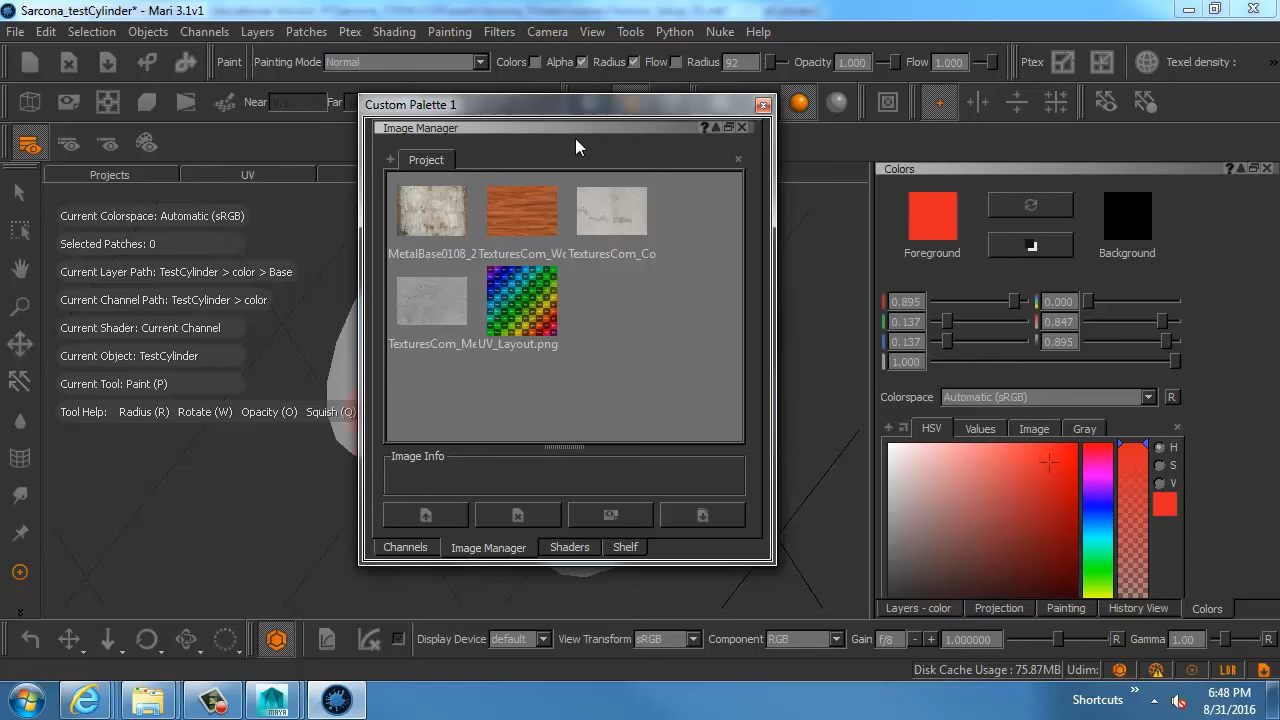 Sarcona_testCylinder* - Mari 3.1v1
File Edit Selection Objects Channels Layers Patches Ptex Shading Painting Filters Camera View Tools Python Nuke Help
Paint Painting Mode Normal Colors Alpha Radius Flow Radius 92 Opacity 1.000 Flow 1.000 Ptex Texel density :
Near 0.1 Far
Custom Palette 1
Image Manager
Project
MetalBase0108_2 TexturesCom_Wo TexturesCom_Co
TexturesCom_Me UV_Layout.png
Image Info
Channels Image Manager Shaders Shelf
Projects UV
Current Colorspace: Automatic (sRGB)
Selected Patches: 0
Current Layer Path: TestCylinder > color > Base
Current Channel Path: TestCylinder > color
Current Shader: Current Channel
Current Object: TestCylinder
Current Tool: Paint (P)
Tool Help: Radius (R) Rotate (W) Opacity (O) Squish (Q)
Colors
Foreground Background
0.895 0.000
0.137 0.847
0.137 0.895
1.000
Colorspace Automatic (sRGB) R
HSV Values Image Gray
H
S
V
Layers - color Projection Painting History View Colors
Display Device default View Transform sRGB Component RGB Gain f/8 - + 1.000000 R Gamma 1.00 R
Disk Cache Usage : 75.87MB Udim: LDR
MAYA
Shortcuts
6:48 PM
8/31/2016